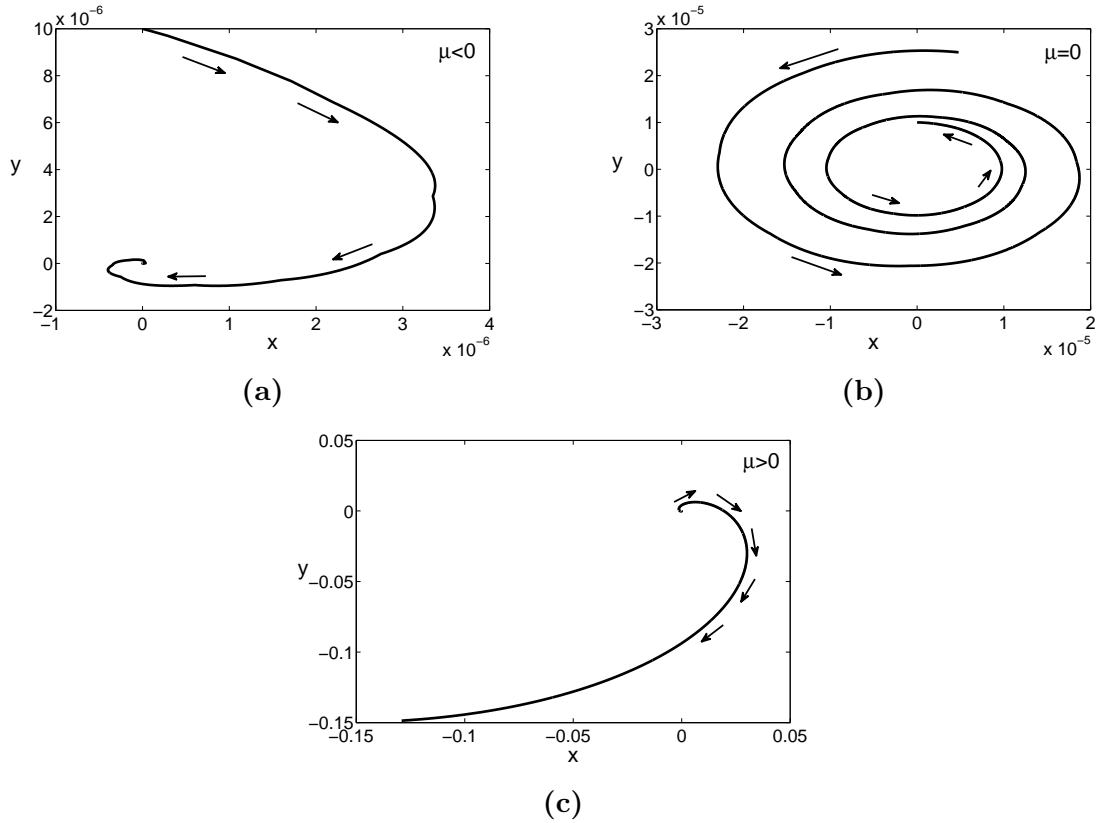 x 10⁻⁶
10
8
6
4
2
0
−2
y
μ<0
−1 0 1 2 3 4
x
x 10⁻⁶
(a)
x 10⁻⁵
3
2
1
0
−1
−2
−3
y
μ=0
−3 −2 −1 0 1 2
x
x 10⁻⁵
(b)
0.05
0
−0.05
−0.1
−0.15
y
μ>0
−0.15 −0.1 −0.05 0 0.05
x
(c)